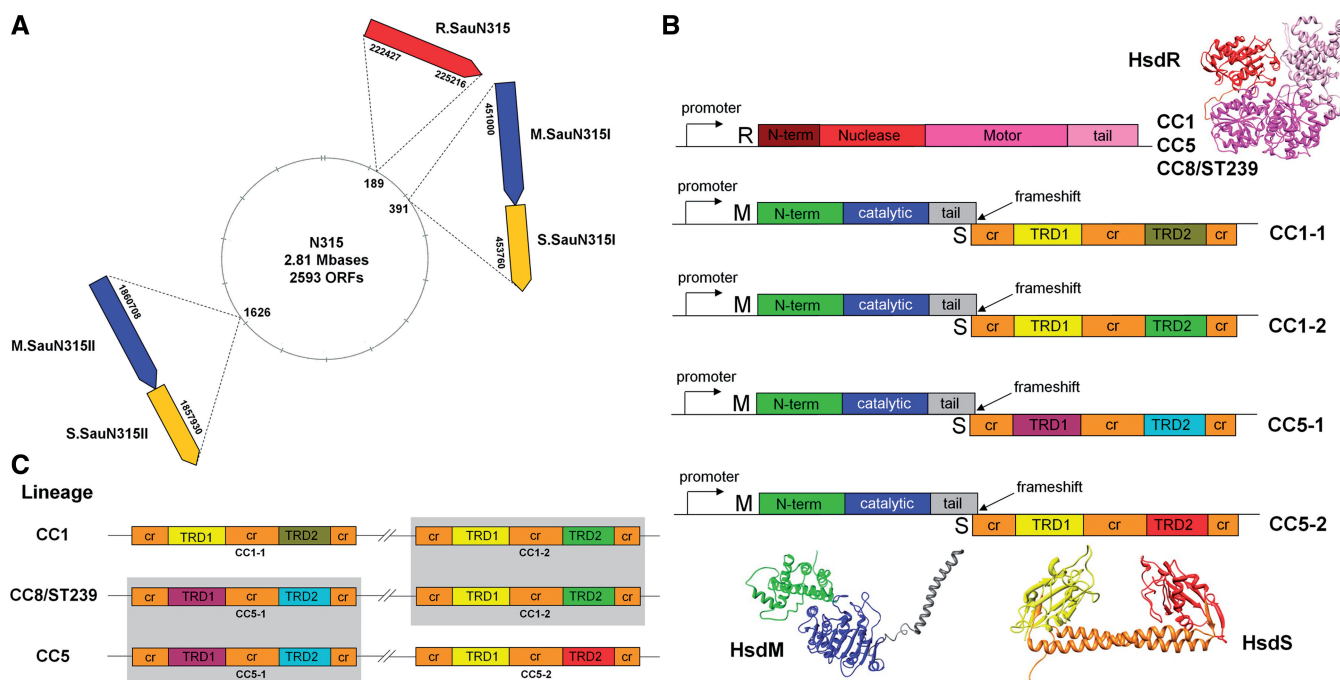 A
R.SauN315
222427
225216
451000
M.SauN315I
453760
S.SauN315I
189
391
N315
2.81 Mbases
2593 ORFs
1626
1860708
M.SauN315II
1857930
S.SauN315II
B
HsdR
promoter
R
N-term Nuclease Motor tail
CC1
CC5
CC8/ST239
promoter
frameshift
M N-term catalytic tail
S cr TRD1 cr TRD2 cr CC1-1
promoter
frameshift
M N-term catalytic tail
S cr TRD1 cr TRD2 cr CC1-2
promoter
frameshift
M N-term catalytic tail
S cr TRD1 cr TRD2 cr CC5-1
promoter
frameshift
M N-term catalytic tail
S cr TRD1 cr TRD2 cr CC5-2
HsdM
HsdS
C
Lineage
CC1 cr TRD1 cr TRD2 cr // cr TRD1 cr TRD2 cr
CC1-1 CC1-2
CC8/ST239 cr TRD1 cr TRD2 cr // cr TRD1 cr TRD2 cr
CC5-1 CC1-2
CC5 cr TRD1 cr TRD2 cr // cr TRD1 cr TRD2 cr
CC5-1 CC5-2